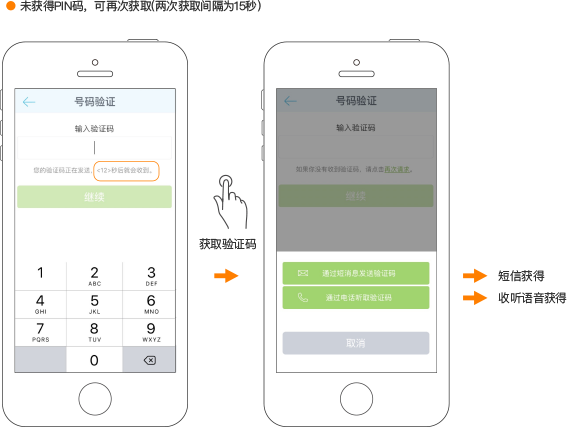 未获得PIN码，可再次获取(两次获取间隔为15秒）
号码验证
输入验证码
您的验证码正在发送，<12>秒后就会收到。
继续
1 2 3
ABC DEF
4 5 6
GHI JKL MNO
7 8 9
PQRS TUV WXYZ
0
获取验证码
号码验证
输入验证码
如果你没有收到验证码，请点击再次请求。
继续
通过短消息发送验证码
通过电话听取验证码
取消
短信获得
收听语音获得